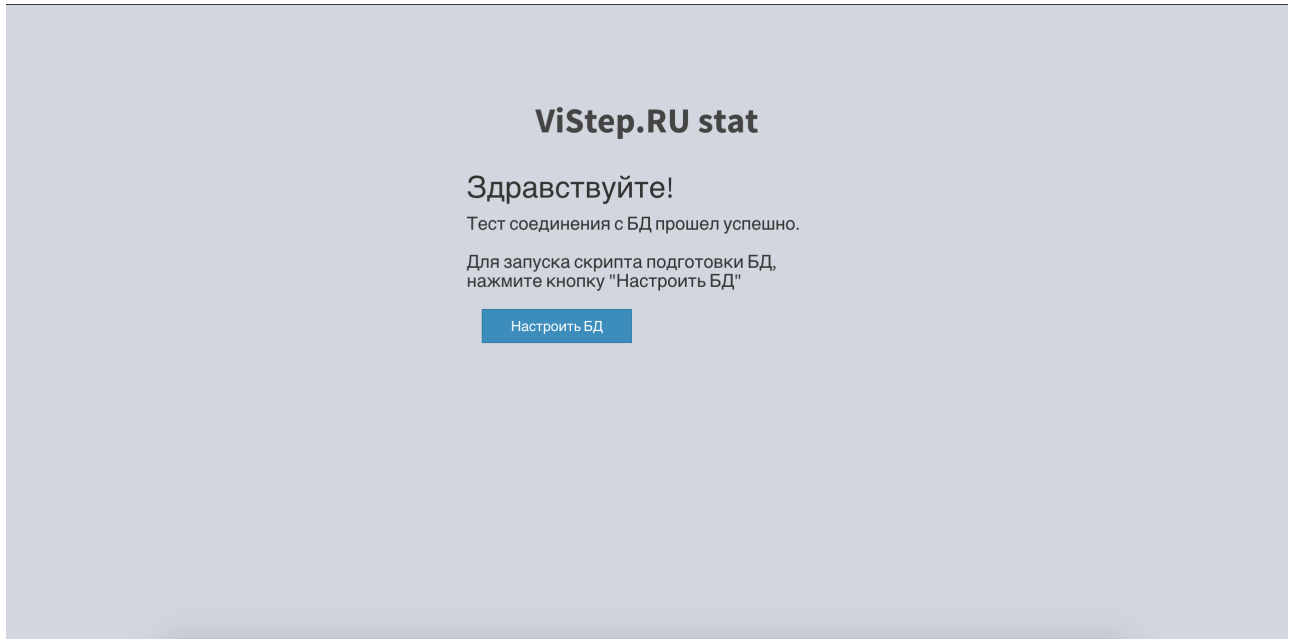 ViStep.RU stat
Здравствуйте!
Тест соединения с БД прошел успешно.
Для запуска скрипта подготовки БД,
нажмите кнопку "Настроить БД"
Настроить БД